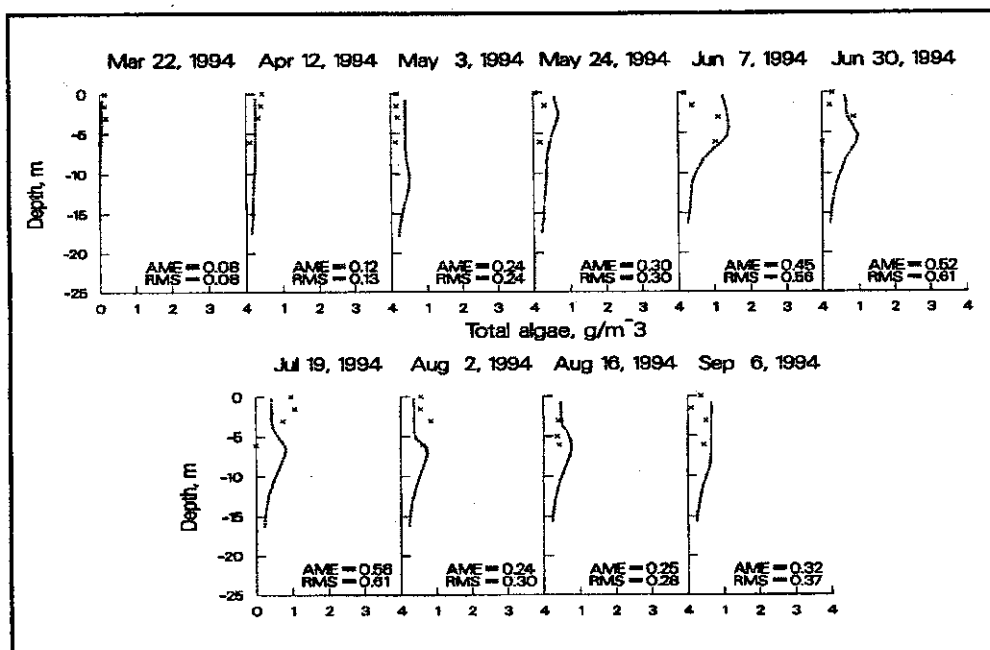 Mar 22, 1994 Apr 12, 1994 May 3, 1994 May 24, 1994 Jun 7, 1994 Jun 30, 1994
0
-5
-10
-15
-20
-25
Depth, m
AME = 0.08 AME = 0.12 AME = 0.24 AME = 0.30 AME = 0.45 AME = 0.52
RMS = 0.08 RMS = 0.13 RMS = 0.24 RMS = 0.30 RMS = 0.56 RMS = 0.61
0 1 2 3 4 1 2 3 4 1 2 3 4 1 2 3 4 1 2 3 4 1 2 3 4
Total algae, g/m^3
Jul 19, 1994 Aug 2, 1994 Aug 16, 1994 Sep 6, 1994
0
-5
-10
-15
-20
-25
Depth, m
AME = 0.56 AME = 0.24 AME = 0.25 AME = 0.32
RMS = 0.61 RMS = 0.30 RMS = 0.28 RMS = 0.37
0 1 2 3 4 1 2 3 4 1 2 3 4 1 2 3 4